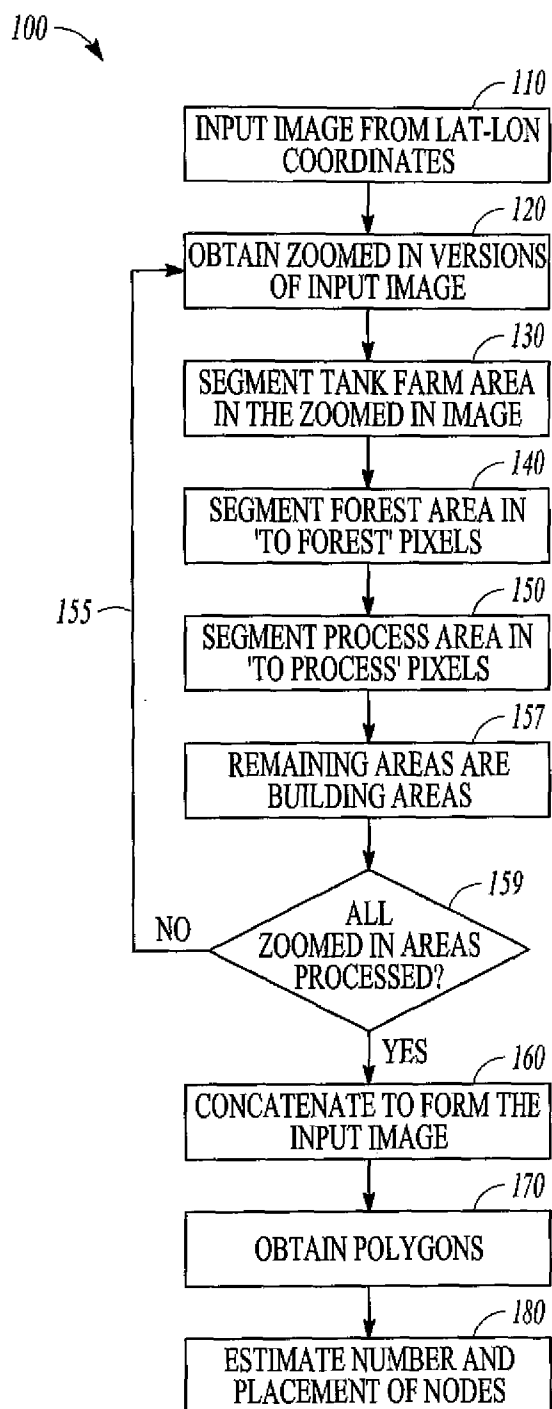 100
110
INPUT IMAGE FROM LAT-LON
COORDINATES
120
OBTAIN ZOOMED IN VERSIONS
OF INPUT IMAGE
130
SEGMENT TANK FARM AREA
IN THE ZOOMED IN IMAGE
140
SEGMENT FOREST AREA IN
'TO FOREST' PIXELS
155
150
SEGMENT PROCESS AREA IN
'TO PROCESS' PIXELS
157
REMAINING AREAS ARE
BUILDING AREAS
159
NO
ALL
ZOOMED IN AREAS
PROCESSED?
YES
160
CONCATENATE TO FORM THE
INPUT IMAGE
170
OBTAIN POLYGONS
180
ESTIMATE NUMBER AND
PLACEMENT OF NODES